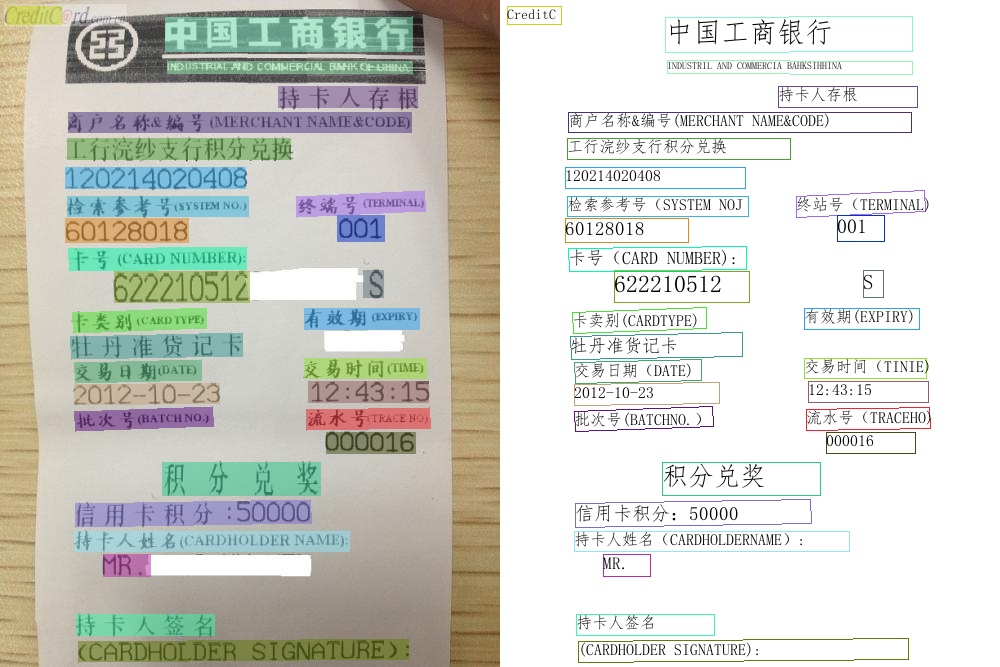 CreditCard.com.cn
中国工商银行
INDUSTRIAL AND COMMERCIAL BANK OF CHINA
持卡人存根
商户名称&编号(MERCHANT NAME&CODE)
工行浣纱支行积分兑换
120214020408
检索参考号(SYSTEM NO.) 终端号(TERMINAL)
60128018 001
卡号(CARD NUMBER):
622210512 S
卡类别(CARD TYPE) 有效期(EXPIRY)
牡丹准贷记卡
交易日期(DATE) 交易时间(TIME)
2012-10-23 12:43:15
批次号(BATCH NO.) 流水号(TRACE NO)
000016
积分兑奖
信用卡积分:50000
持卡人姓名(CARDHOLDER NAME):
MR.
持卡人签名
(CARDHOLDER SIGNATURE):
CreditC
中国工商银行
INDUSTRIL AND COMMERCIA BAHKSIHHINA
持卡人存根
商户名称&编号(MERCHANT NAME&CODE)
工行浣纱支行积分兑换
120214020408
检索参考号(SYSTEM NOJ 终站号(TERMINAL)
60128018 001
卡号(CARD NUMBER):
622210512 S
卡卖别(CARDTYPE) 有效期(EXPIRY)
牡丹准货记卡
交易日期(DATE) 交易时间(TINIE)
2012-10-23 12:43:15
批次号(BATCHNO.) 流水号(TRACEHO)
000016
积分兑奖
信用卡积分: 50000
持卡人姓名(CARDHOLDERNAME):
MR.
持卡人签名
(CARDHOLDER SIGNATURE):